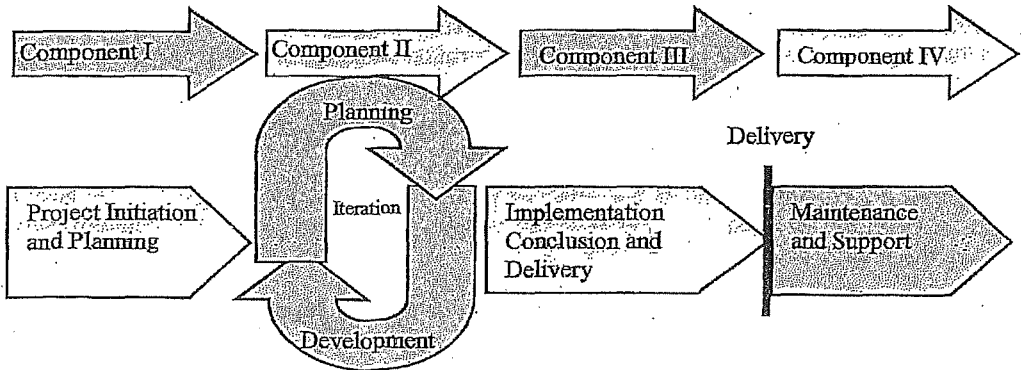 Component I
Component II
Component III
Component IV
Planning
Delivery
Project Initiation
and Planning
Iteration
Implementation
Conclusion and
Delivery
Maintenance
and Support
Development